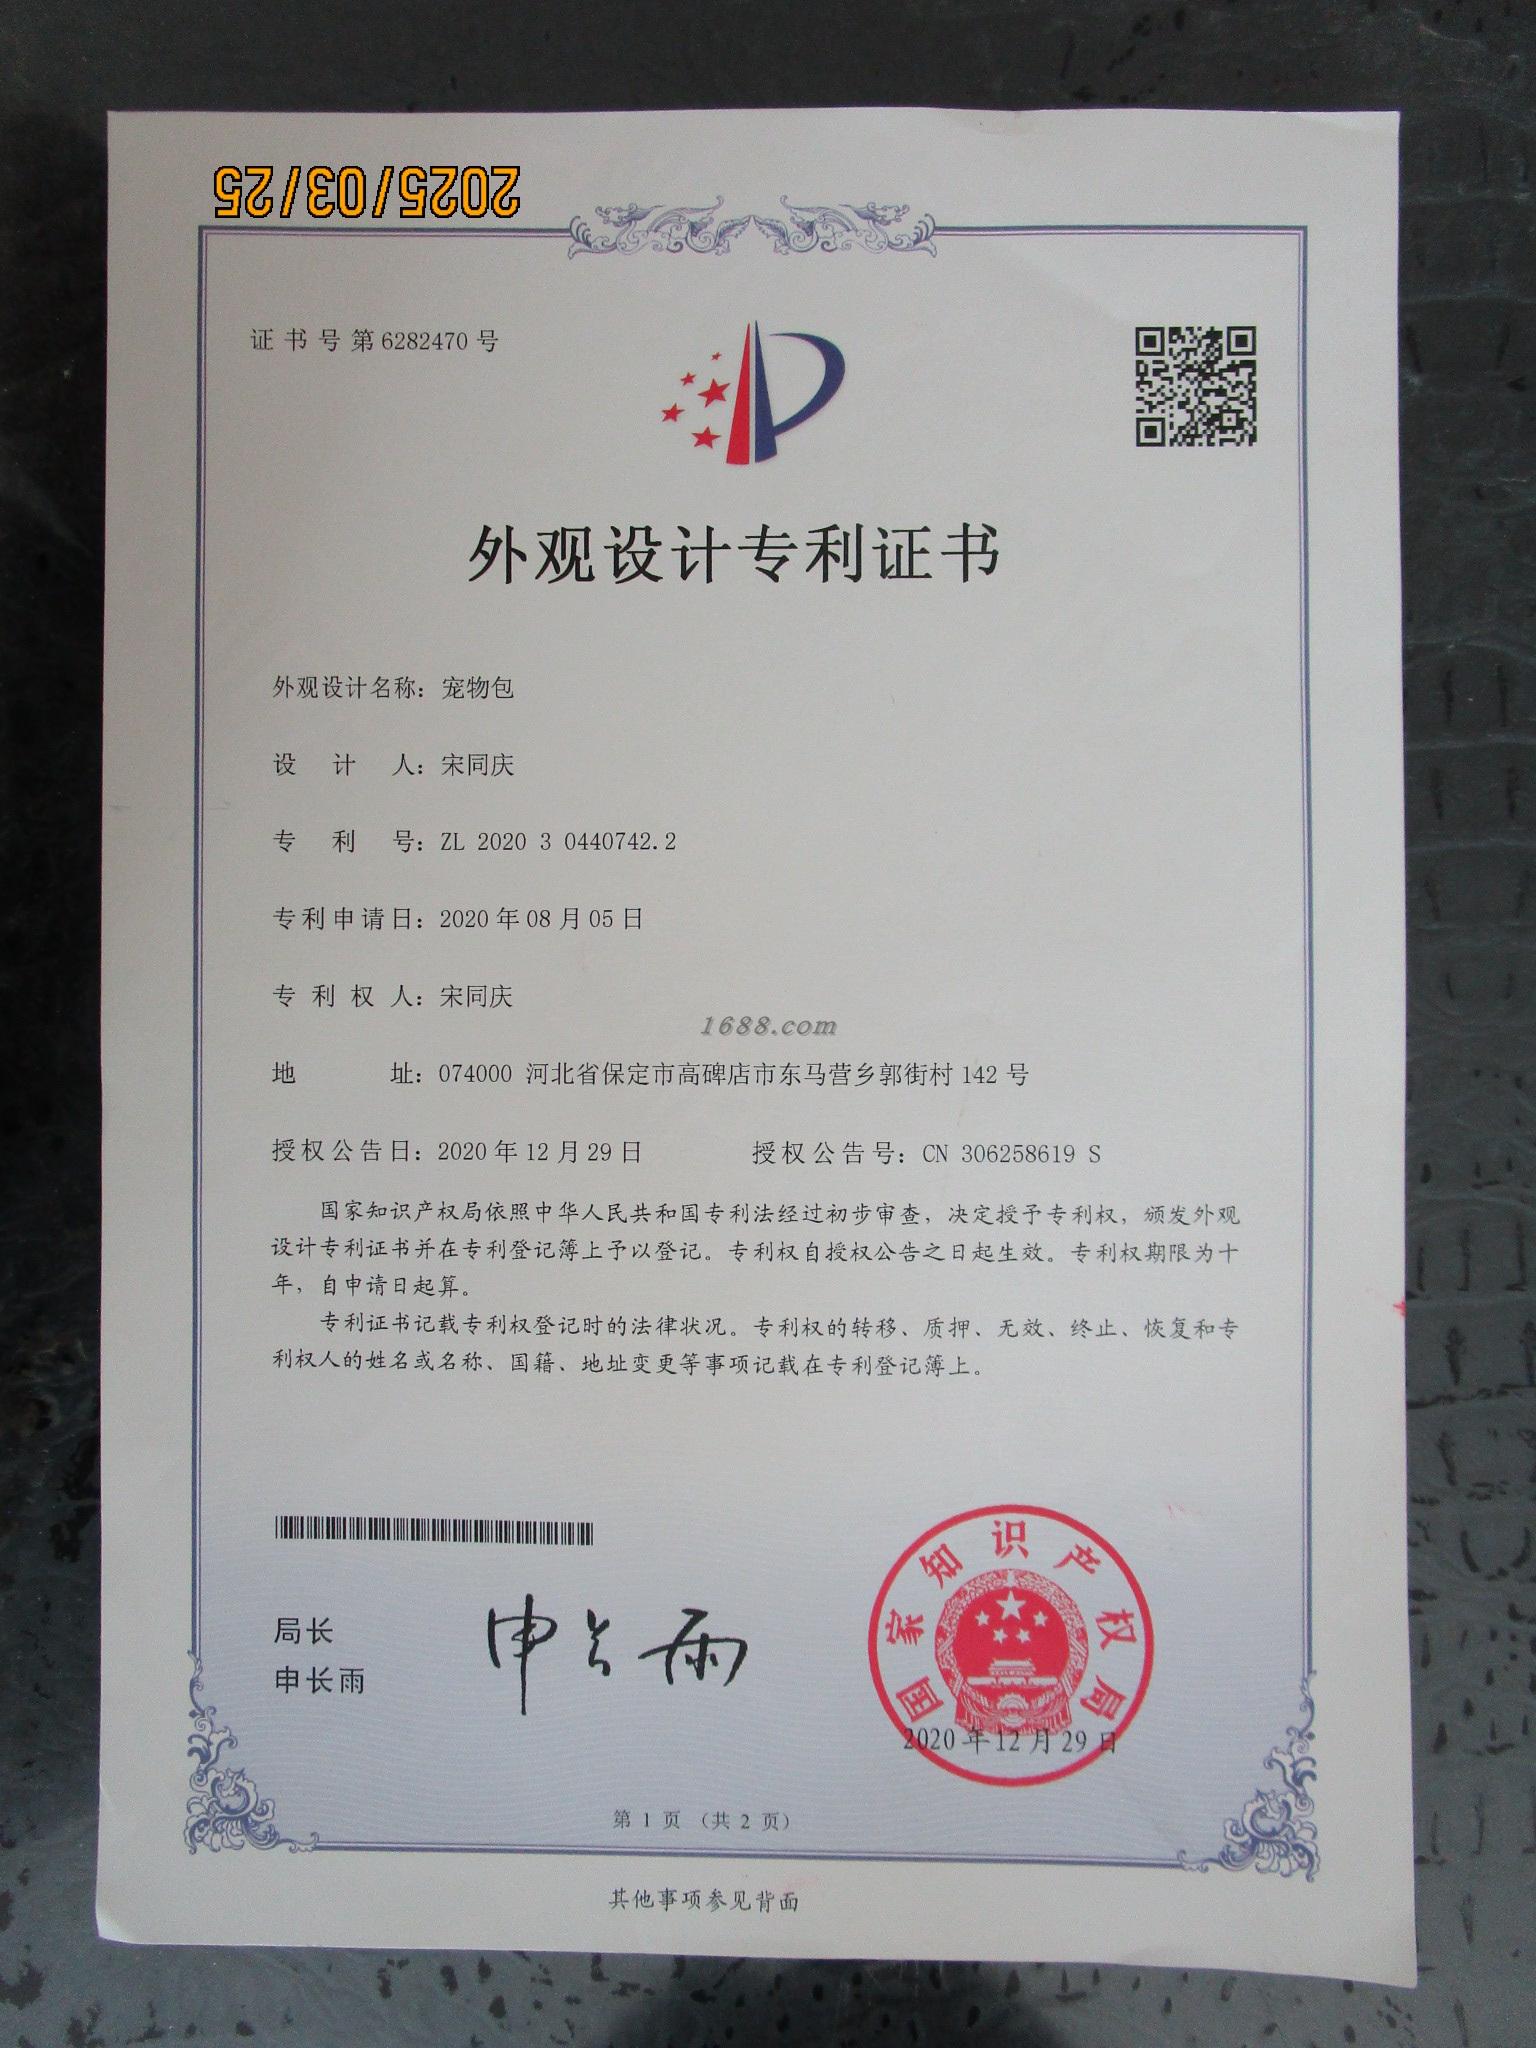 2025/03/25
证书号第6282470号
外观设计专利证书
外观设计名称：宠物包
设计人：宋同庆
专利号：ZL 2020 3 0440742.2
专利申请日：2020年08月05日
专利权人：宋同庆
1688.com
地址：074000 河北省保定市高碑店市东马营乡郭街村142号
授权公告日：2020年12月29日 授权公告号：CN 306258619 S
国家知识产权局依照中华人民共和国专利法经过初步审查，决定授予专利权，颁发外观
设计专利证书并在专利登记簿上予以登记。专利权自授权公告之日起生效。专利权期限为十
年，自申请日起算。
专利证书记载专利权登记时的法律状况。专利权的转移、质押、无效、终止、恢复和专
利权人的姓名或名称、国籍、地址变更等事项记载在专利登记簿上。
局长
申长雨
申长雨
国家知识产权局
2020年12月29日
第 1 页 （共 2 页）
其他事项参见背面